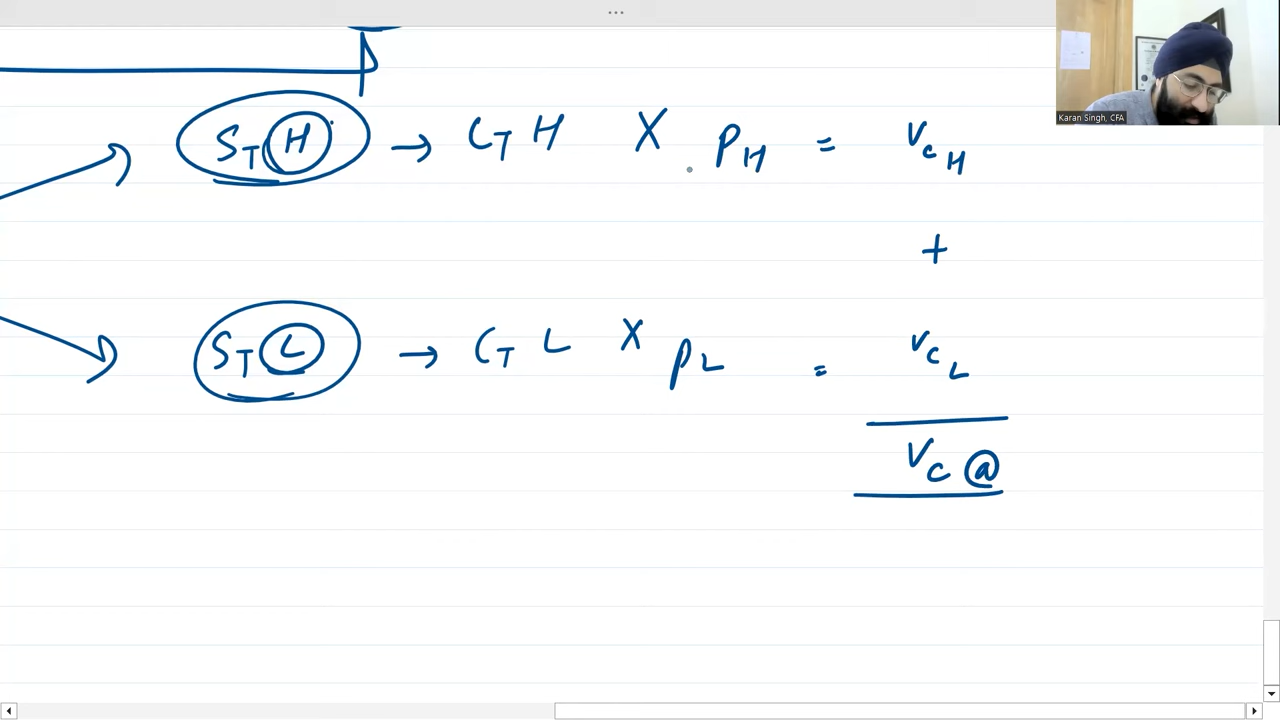 ...
Karan Singh, CFA
S_T H → C_T H X P_H = V_C H
+
S_T L → C_T L X P_L = V_C L
V_C @